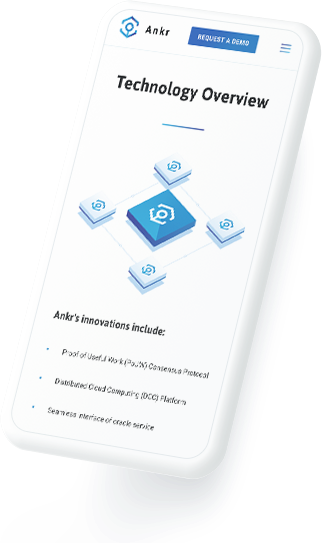 Ankr
REQUEST A DEMO
Technology Overview
Ankr's innovations include:
Proof of Useful Work (PoUW) Consensus Protocol
Distributed Cloud Computing (DCC) Platform
Seamless interface of oracle service